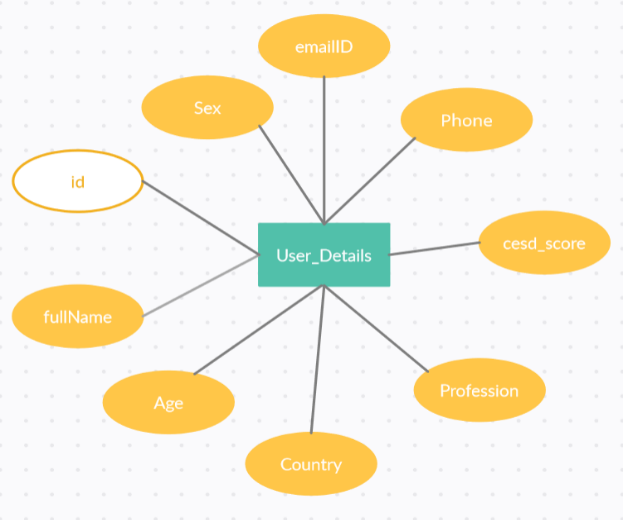 emailID
Sex
Phone
id
cesd_score
User_Details
fullName
Profession
Age
Country